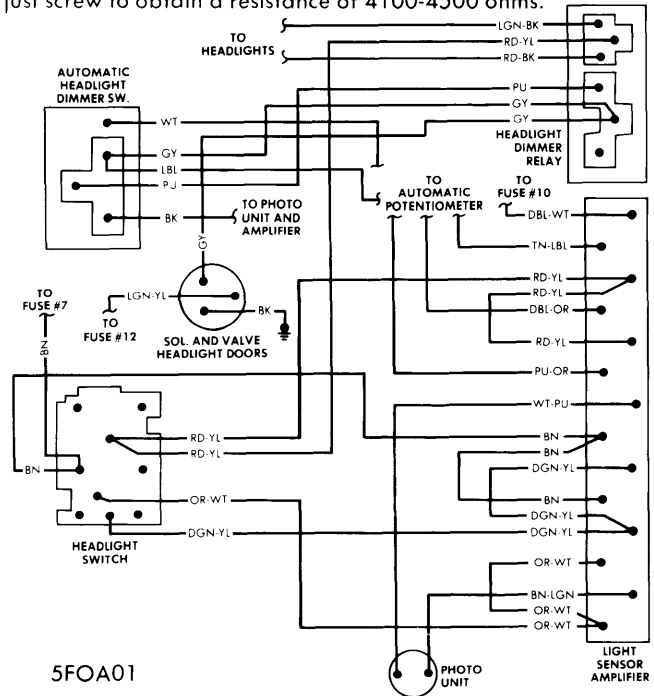 just screw to obtain a resistance of 4100-4500 ohms.
LGN-BK
TO
HEADLIGHTS
RD-YL
RD-BK
AUTOMATIC
HEADLIGHT
DIMMER SW.
PU
GY
GY
HEADLIGHT
DIMMER
RELAY
WT
GY
LBL
PU
BK
TO PHOTO
UNIT AND
AMPLIFIER
TO
AUTOMATIC
POTENTIOMETER
TO
FUSE #10
DBL-WT
TN-LBL
GY
TO
FUSE #7
LGN-YL
TO
FUSE #12
BK
SOL. AND VALVE
HEADLIGHT DOORS
RD-YL
RD-YL
DBL-OR
RD-YL
PU-OR
WT-PU
BN
BN
RD-YL
RD-YL
OR-WT
DGN-YL
HEADLIGHT
SWITCH
BN
BN
DGN-YL
BN
DGN-YL
DGN-YL
OR-WT
BN-LGN
OR-WT
OR-WT
5FOA01
PHOTO
UNIT
LIGHT
SENSOR
AMPLIFIER